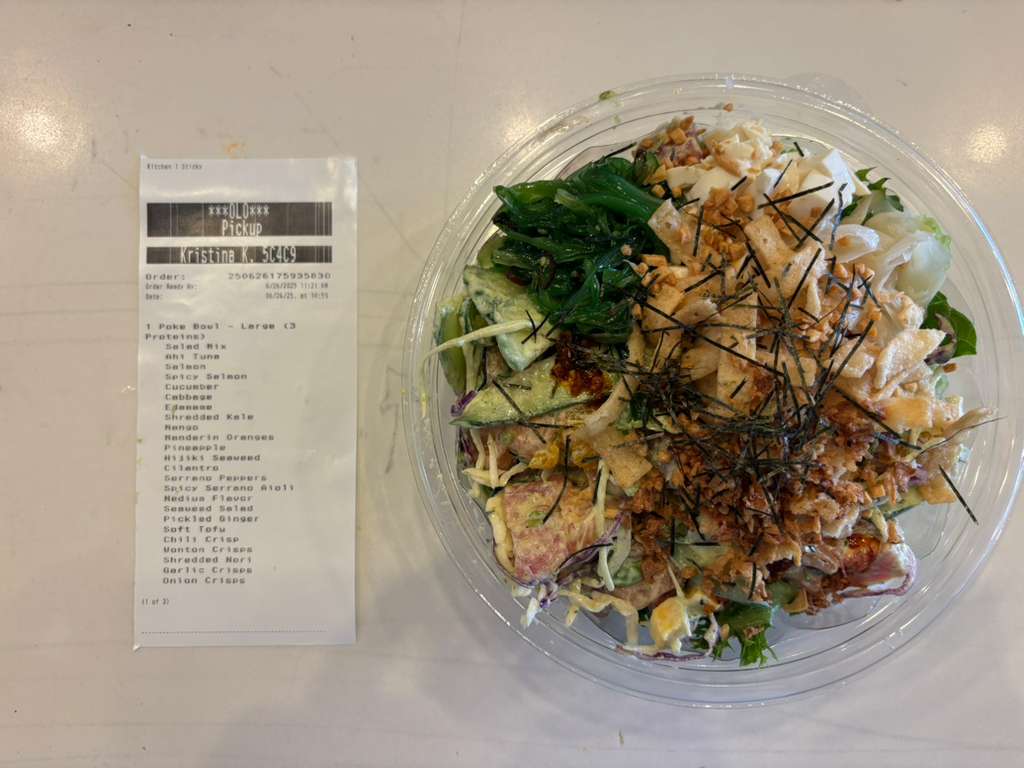 Kitchen 1 Sticky
***OLO***
Pickup
Kristina K. 5C4C9
Order: 250626175935830
Order Ready By: 6/26/2025 11:21 AM
Date: 06/26/25, at 10:59
1 Poke Bowl - Large (3
Proteins)
Salad Mix
Ahi Tuna
Salmon
Spicy Salmon
Cucumber
Cabbage
Edamame
Shredded Kale
Mango
Mandarin Oranges
Pineapple
Hijiki Seaweed
Cilantro
Serrano Peppers
Spicy Serrano Aioli
Medium Flavor
Seaweed Salad
Pickled Ginger
Soft Tofu
Chili Crisp
Wonton Crisps
Shredded Nori
Garlic Crisps
Onion Crisps
(1 of 3)